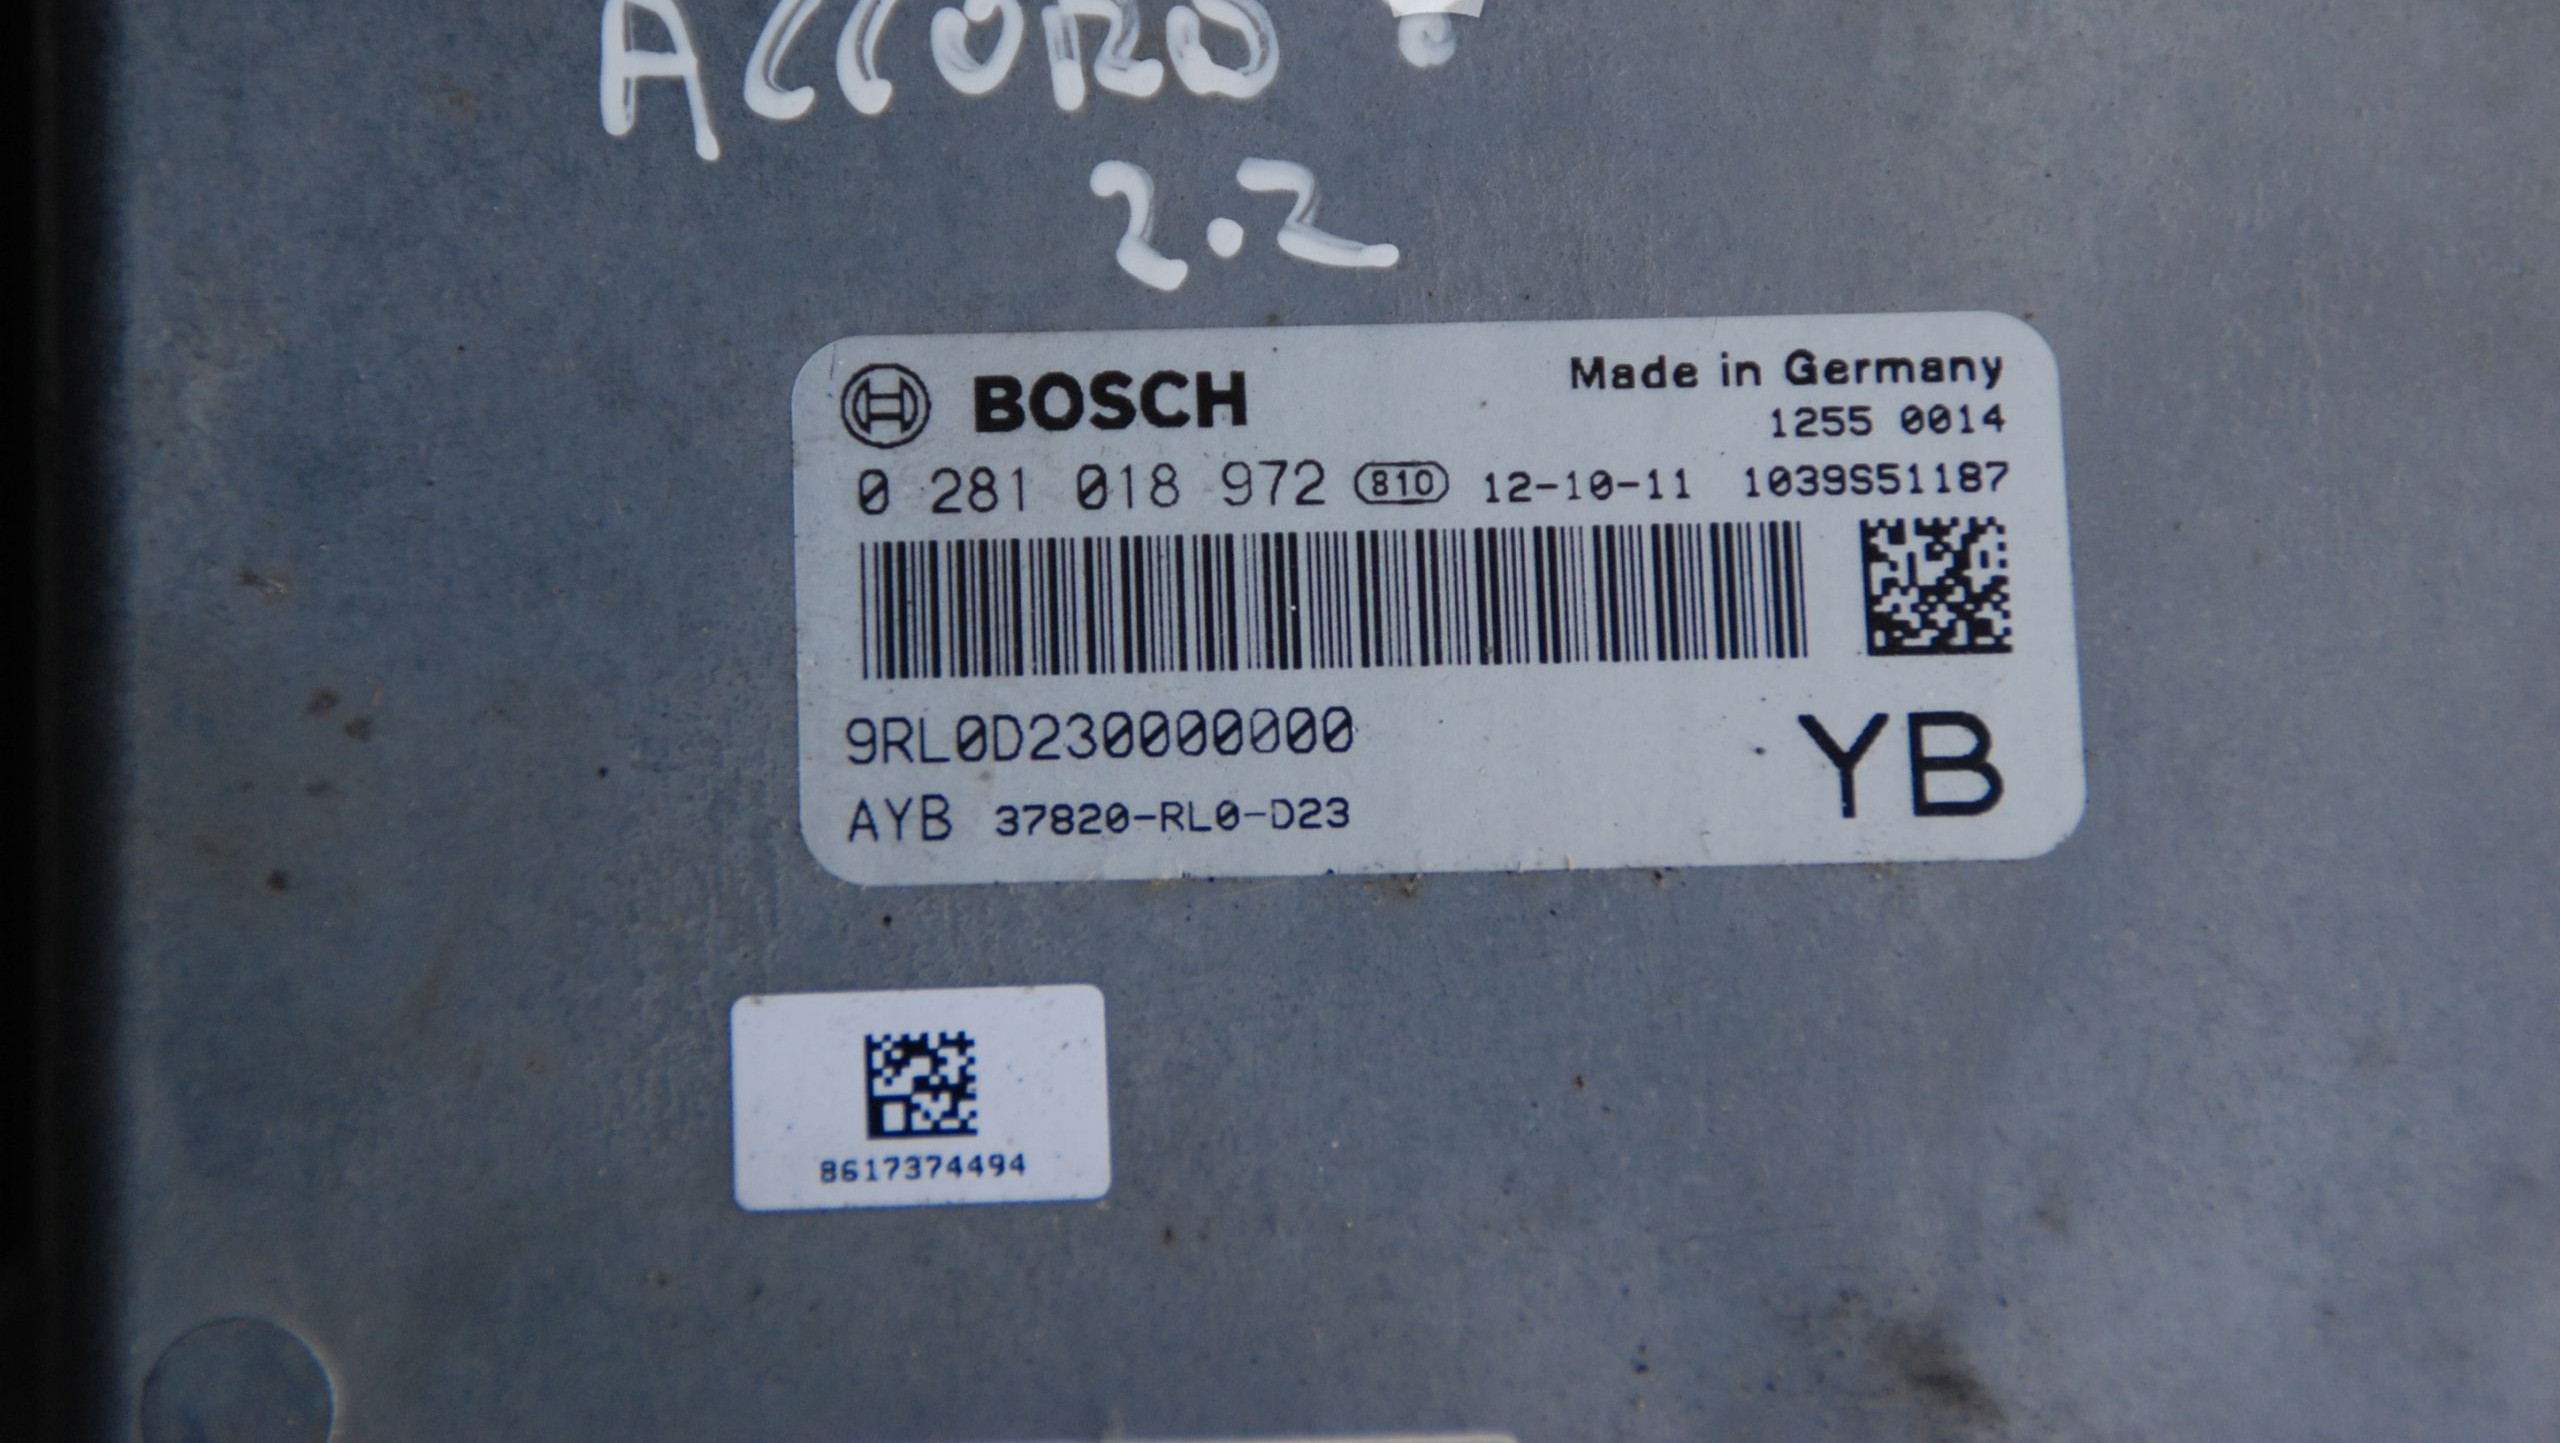 ACCORD
2.2
BOSCH
Made in Germany
1255 0014
0 281 018 972 810 12-10-11 1039S51187
9RL0D230000000
YB
AYB 37820-RL0-D23
8617374494